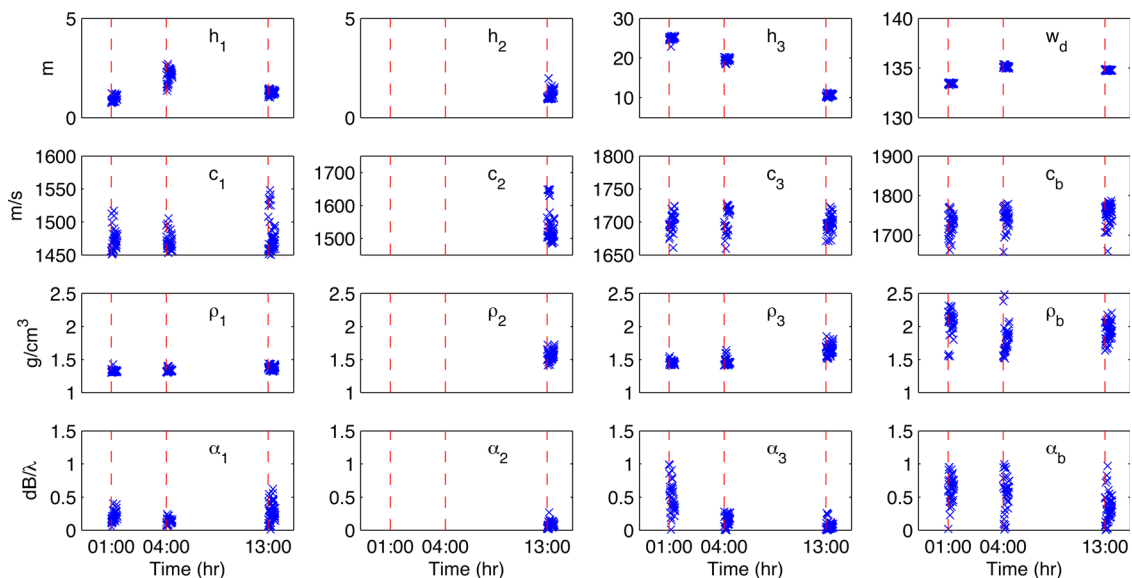 5
0
m
h₁
5
0
h₂
30
20
10
h₃
140
135
130
w_d
1600
1550
1500
1450
m/s
c₁
1700
1600
1500
c₂
1800
1750
1700
1650
1600
c₃
1900
1800
1700
c_b
2.5
2
1.5
1
g/cm³
ρ₁
2.5
2
1.5
1
ρ₂
2.5
2
1.5
1
ρ₃
2.5
2
1.5
1
ρ_b
1.5
1
0.5
0
dB/λ
α₁
01:00 04:00 13:00
Time (hr)
1.5
1
0.5
0
α₂
01:00 04:00 13:00
Time (hr)
1.5
1
0.5
0
α₃
01:00 04:00 13:00
Time (hr)
1.5
1
0.5
0
α_b
01:00 04:00 13:00
Time (hr)